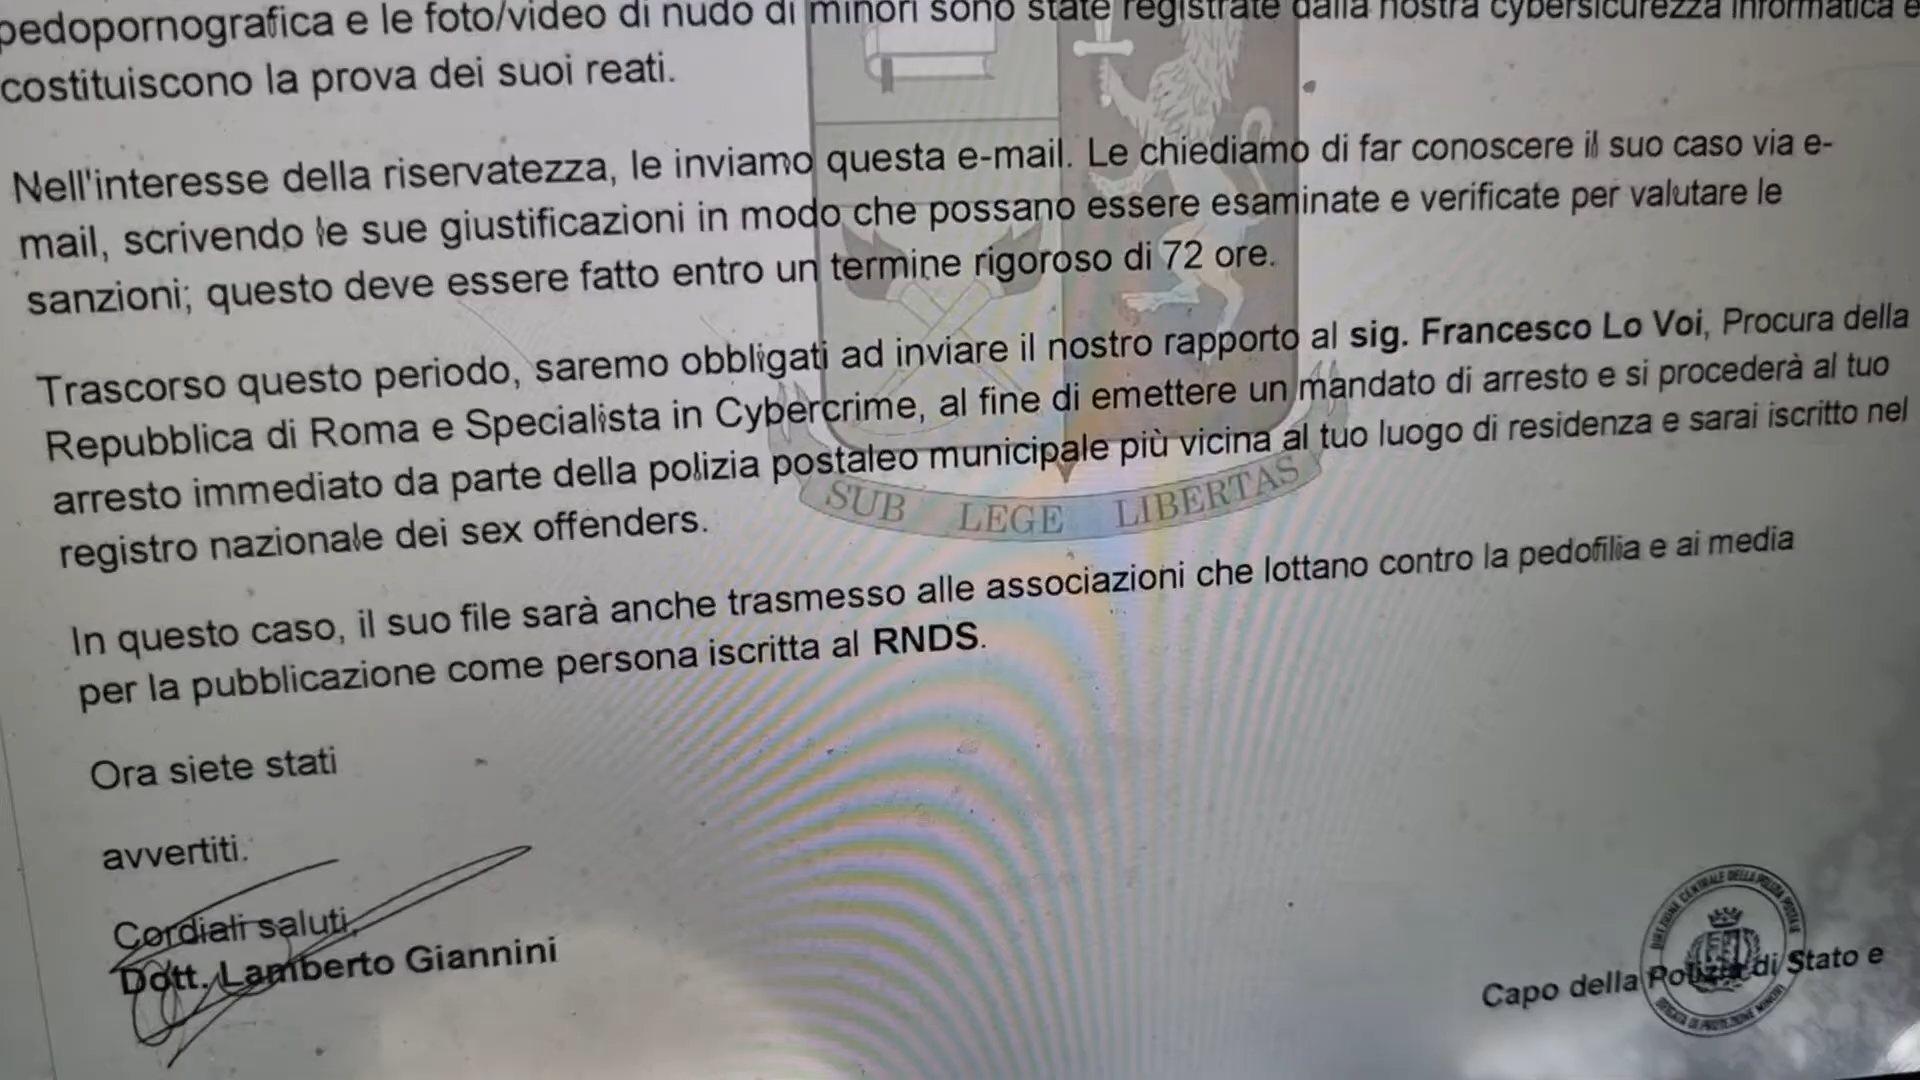 pedopornografica e le foto/video di nudo di minori sono state registrate dalla nostra cybersicurezza informatica e
costituiscono la prova dei suoi reati.
Nell'interesse della riservatezza, le inviamo questa e-mail. Le chiediamo di far conoscere il suo caso via e-
mail, scrivendo le sue giustificazioni in modo che possano essere esaminate e verificate per valutare le
sanzioni; questo deve essere fatto entro un termine rigoroso di 72 ore.
Trascorso questo periodo, saremo obbligati ad inviare il nostro rapporto al sig. Francesco Lo Voi, Procura della
Repubblica di Roma e Specialista in Cybercrime, al fine di emettere un mandato di arresto e si procederà al tuo
arresto immediato da parte della polizia postaleo municipale più vicina al tuo luogo di residenza e sarai iscritto nel
registro nazionale dei sex offenders.
SUB LEGE LIBERTAS
In questo caso, il suo file sarà anche trasmesso alle associazioni che lottano contro la pedofilia e ai media
per la pubblicazione come persona iscritta al RNDS.
Ora siete stati
avvertiti.
Cordiali saluti,
Dott. Lamberto Giannini
Capo della Polizia di Stato e
DIREZIONE CENTRALE DELLA POLIZIA